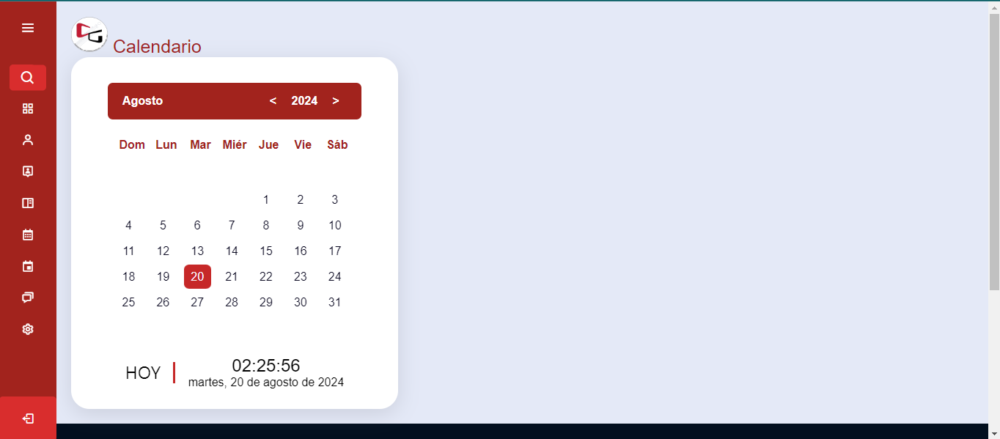 Calendario
Agosto < 2024 >
Dom Lun Mar Miér Jue Vie Sáb
1 2 3
4 5 6 7 8 9 10
11 12 13 14 15 16 17
18 19 20 21 22 23 24
25 26 27 28 29 30 31
HOY
02:25:56
martes, 20 de agosto de 2024